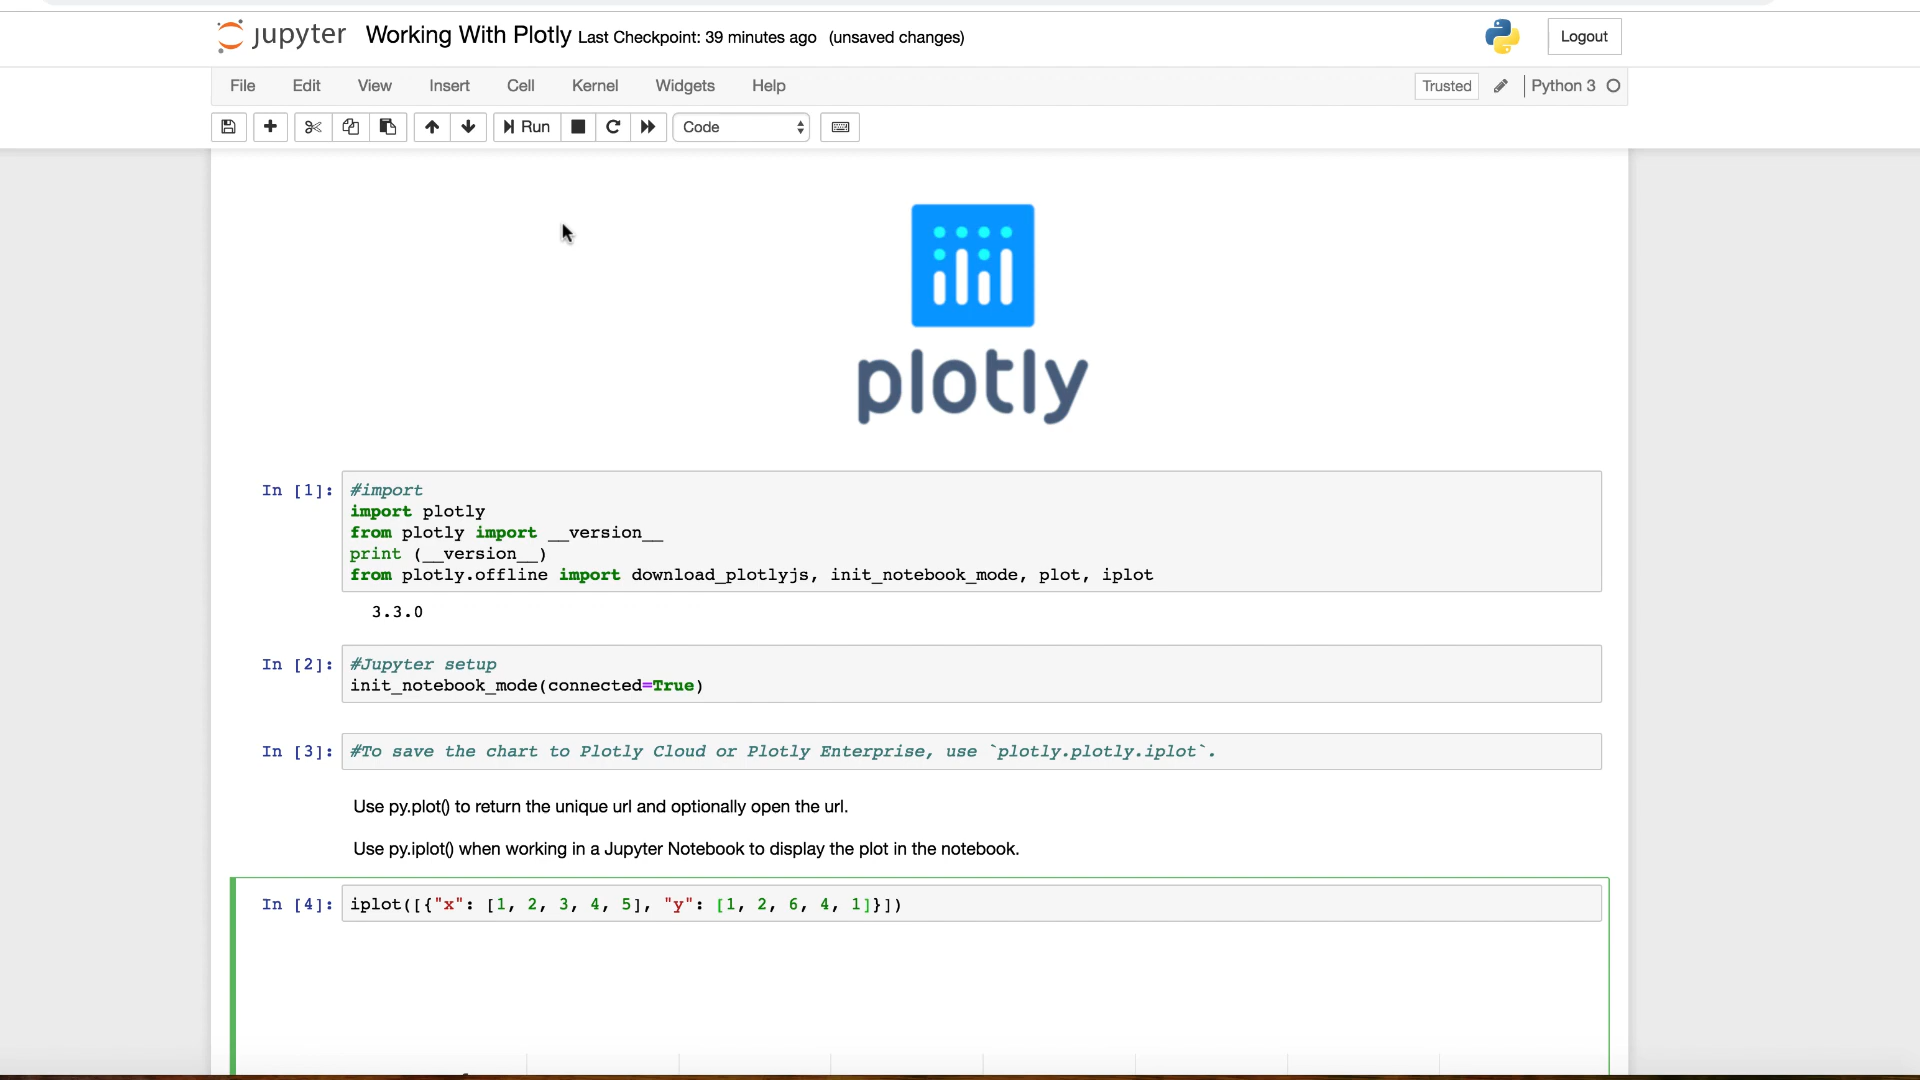 jupyter Working With Plotly Last Checkpoint: 39 minutes ago (unsaved changes) Logout
File Edit View Insert Cell Kernel Widgets Help Trusted Python 3
Run Code
plotly
In [1]: #import
import plotly
from plotly import __version__
print (__version__)
from plotly.offline import download_plotlyjs, init_notebook_mode, plot, iplot
3.3.0
In [2]: #Jupyter setup
init_notebook_mode(connected=True)
In [3]: #To save the chart to Plotly Cloud or Plotly Enterprise, use `plotly.plotly.iplot`.
Use py.plot() to return the unique url and optionally open the url.
Use py.iplot() when working in a Jupyter Notebook to display the plot in the notebook.
In [4]: iplot([{"x": [1, 2, 3, 4, 5], "y": [1, 2, 6, 4, 1]}])